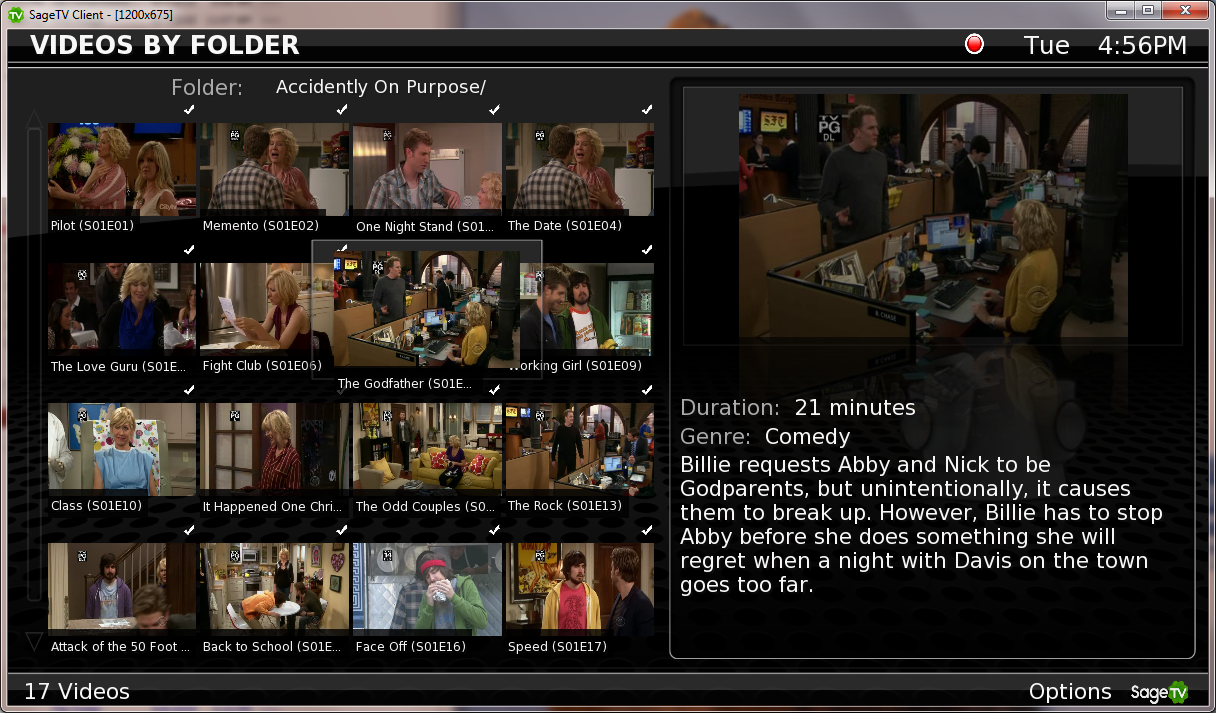 SageTV Client - [1200x675]
VIDEOS BY FOLDER
Tue 4:56PM
Folder: Accidently On Purpose/
Pilot (S01E01)
Memento (S01E02)
One Night Stand (S01...
The Date (S01E04)
The Love Guru (S01E...
Fight Club (S01E06)
The Godfather (S01E...
Working Girl (S01E09)
Class (S01E10)
It Happened One Chri...
The Odd Couples (S0...
The Rock (S01E13)
Attack of the 50 Foot ...
Back to School (S01E...
Face Off (S01E16)
Speed (S01E17)
TV
PG
DL
Duration: 21 minutes
Genre: Comedy
Billie requests Abby and Nick to be
Godparents, but unintentionally, it causes
them to break up. However, Billie has to stop
Abby before she does something she will
regret when a night with Davis on the town
goes too far.
17 Videos
Options
SageTV